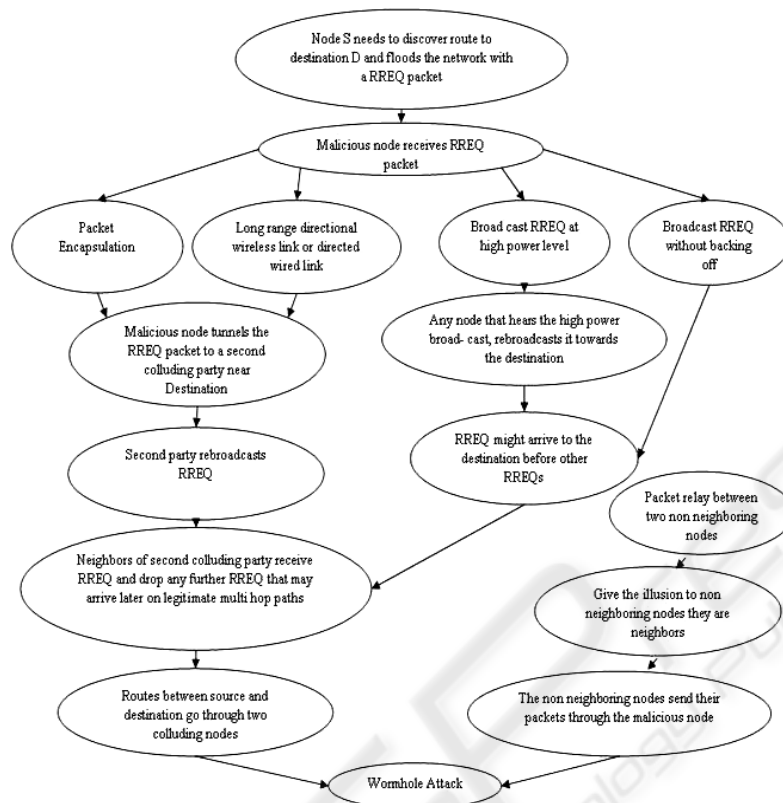 Node S needs to discover route to
destination D and floods the network with
a RREQ packet
Malicious node receives RREQ
packet
Packet
Encapsulation
Long range directional
wireless link or directed
wired link
Broad cast RREQ at
high power level
Broadcast RREQ
without backing
off
Malicious node tunnels the
RREQ packet to a second
colluding party near
Destination
Any node that hears the high power
broad- cast, rebroadcasts it towards
the destination
Second party rebroadcasts
RREQ
RREQ might arrive to the
destination before other
RREQs
Packet relay between
two non neighboring
nodes
Neighbors of second colluding party receive
RREQ and drop any further RREQ that may
arrive later on legitimate multi hop paths
Give the illusion to non
neighboring nodes they are
neighbors
Routes between source and
destination go through two
colluding nodes
The non neighboring nodes send their
packets through the malicious node
Wormhole Attack